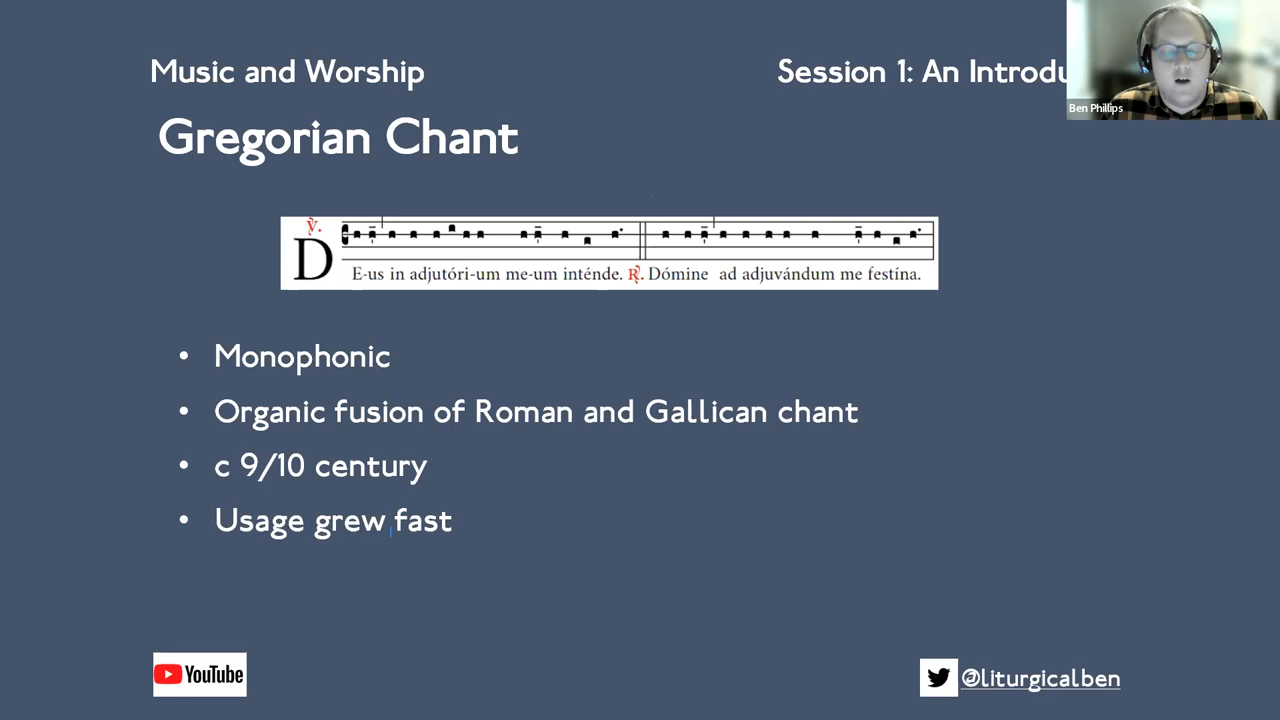 Music and Worship
Session 1: An Introdu
Ben Phillips
Gregorian Chant
℣.
DE-us in adjutóri-um me-um inténde. ℟. Dómine ad adjuvándum me festína.
• Monophonic
• Organic fusion of Roman and Gallican chant
• c 9/10 century
• Usage grew fast
YouTube
@liturgicalben